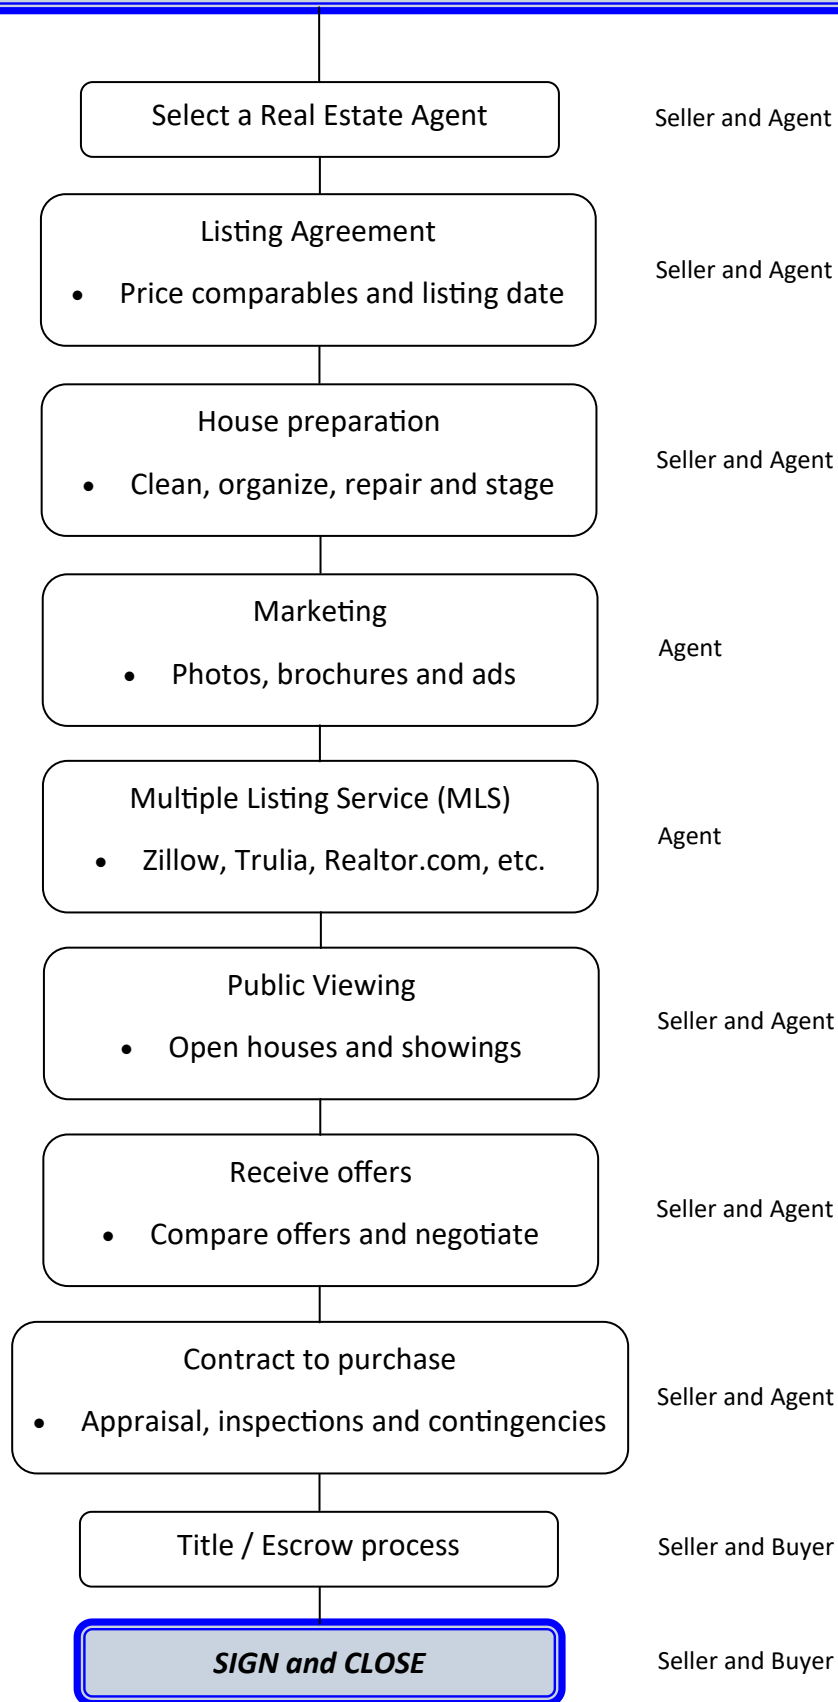 Select a Real Estate Agent
Seller and Agent
Listing Agreement
• Price comparables and listing date
Seller and Agent
House preparation
• Clean, organize, repair and stage
Seller and Agent
Marketing
• Photos, brochures and ads
Agent
Multiple Listing Service (MLS)
• Zillow, Trulia, Realtor.com, etc.
Agent
Public Viewing
• Open houses and showings
Seller and Agent
Receive offers
• Compare offers and negotiate
Seller and Agent
Contract to purchase
• Appraisal, inspections and contingencies
Seller and Agent
Title / Escrow process
Seller and Buyer
SIGN and CLOSE
Seller and Buyer